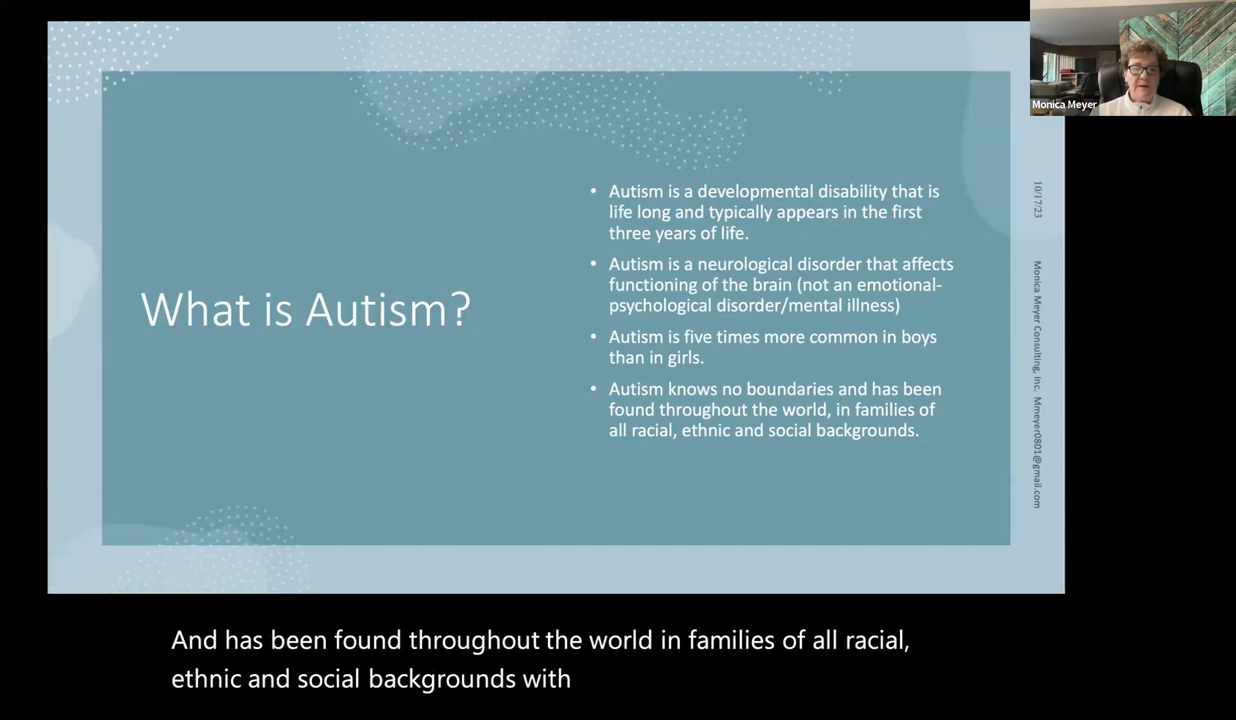 Monica Meyer
What is Autism?
• Autism is a developmental disability that is
life long and typically appears in the first
three years of life.
• Autism is a neurological disorder that affects
functioning of the brain (not an emotional-
psychological disorder/mental illness)
• Autism is five times more common in boys
than in girls.
• Autism knows no boundaries and has been
found throughout the world, in families of
all racial, ethnic and social backgrounds.
10/17/23
Monica Meyer Consulting, Inc. Mmeyer0801@gmail.com
And has been found throughout the world in families of all racial,
ethnic and social backgrounds with